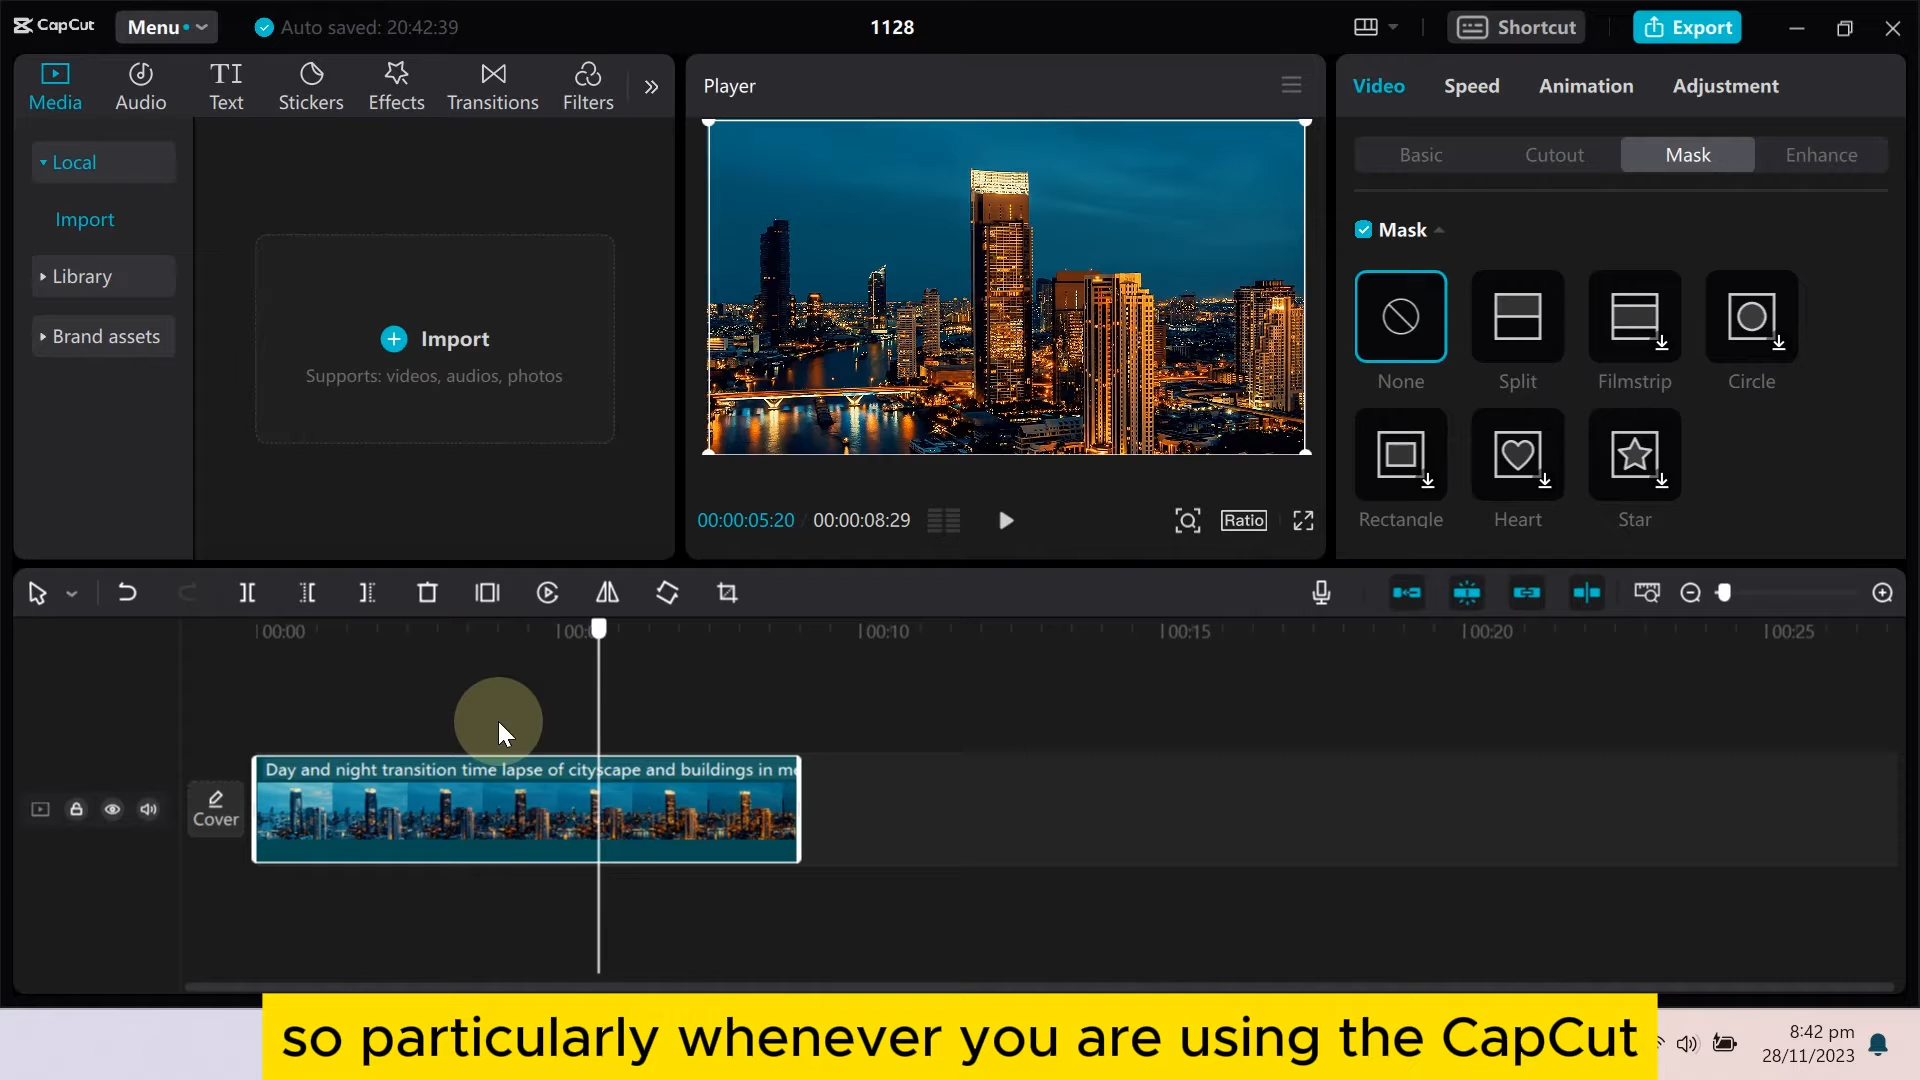 CapCut
Menu
Auto saved: 20:42:39
1128
Shortcut
Export
Media
Audio
TI
Text
Stickers
Effects
Transitions
Filters
Local
Import
Library
Brand assets
Import
Supports: videos, audios, photos
Player
00:00:05:20
00:00:08:29
Ratio
Video
Speed
Animation
Adjustment
Basic
Cutout
Mask
Enhance
Mask
None
Split
Filmstrip
Circle
Rectangle
Heart
Star
00:00
00:10
00:15
00:20
00:25
Cover
Day and night transition time lapse of cityscape and buildings in
so particularly whenever you are using the CapCut
8:42 pm
28/11/2023